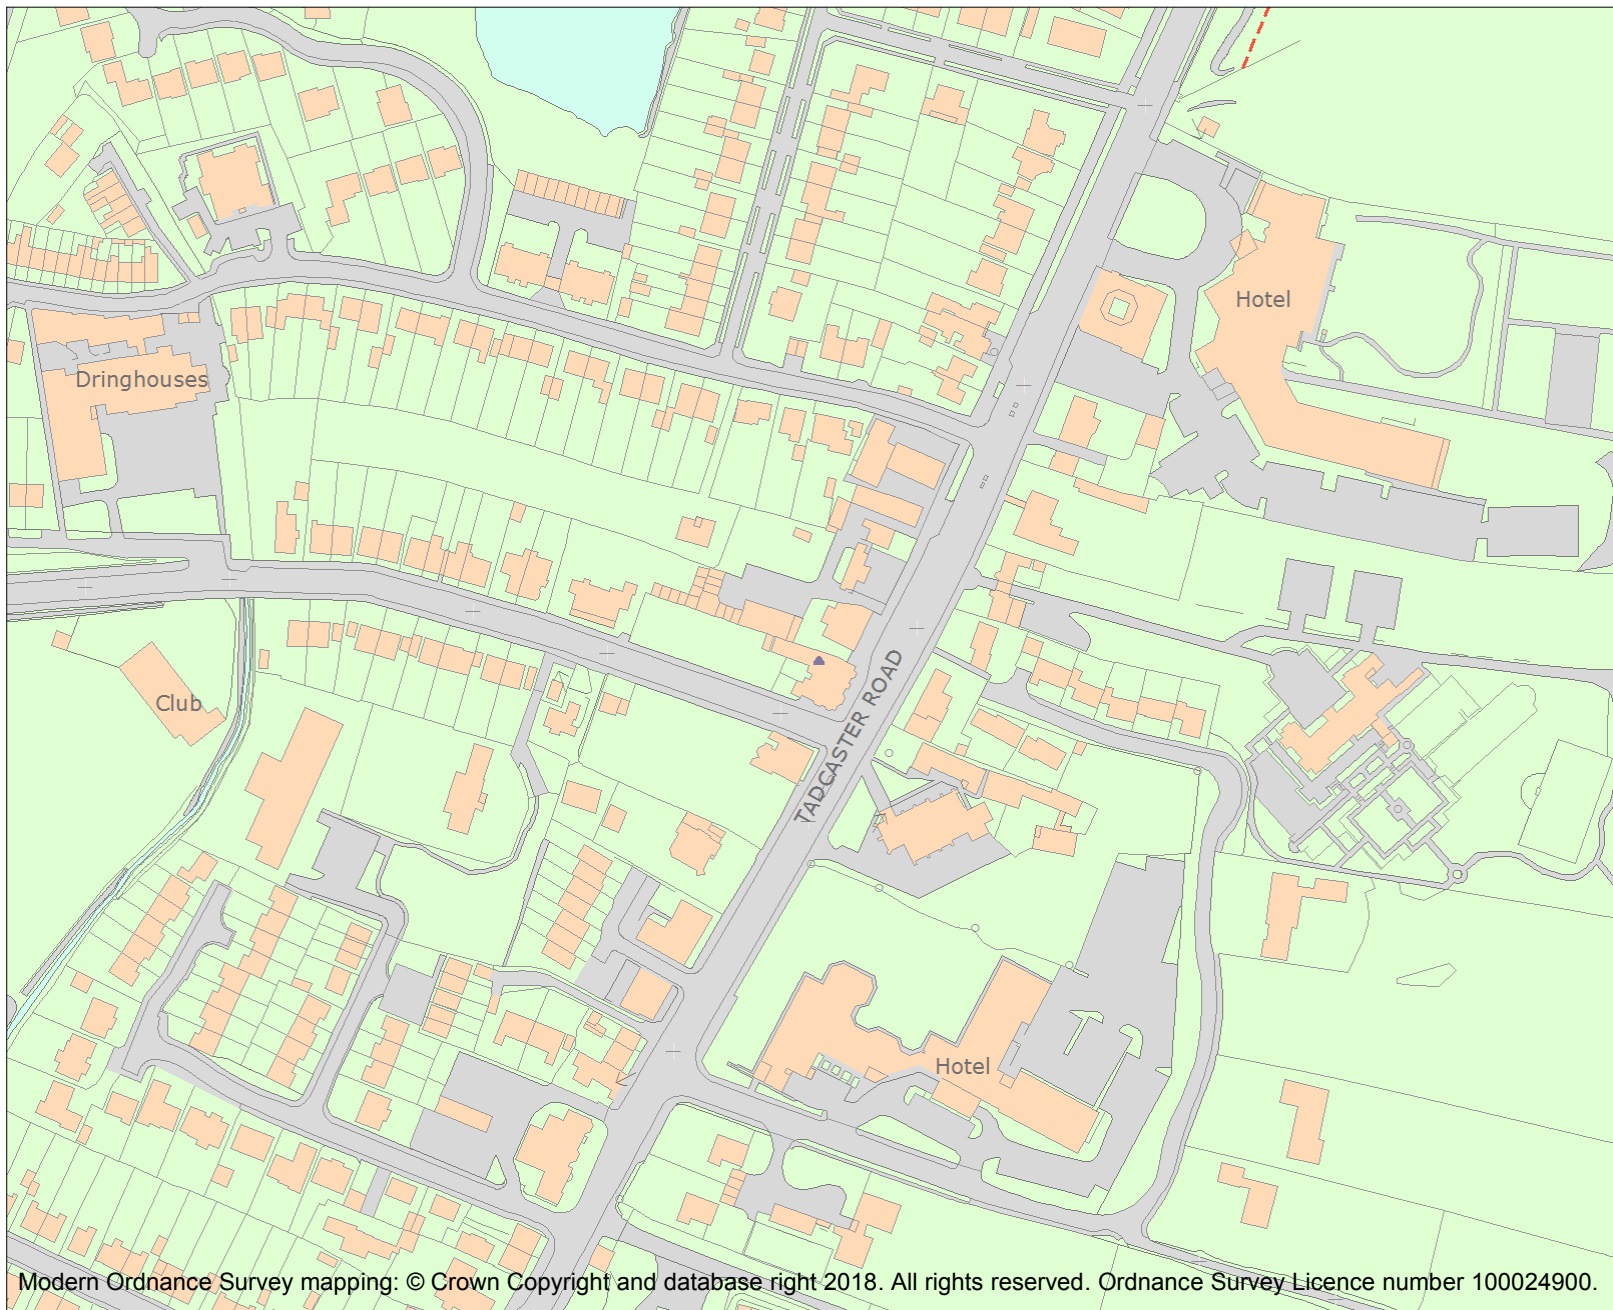 Hotel
Dringhouses
TADCASTER ROAD
Club
Hotel
Modern Ordnance Survey mapping: © Crown Copyright and database right 2018. All rights reserved. Ordnance Survey Licence number 100024900.